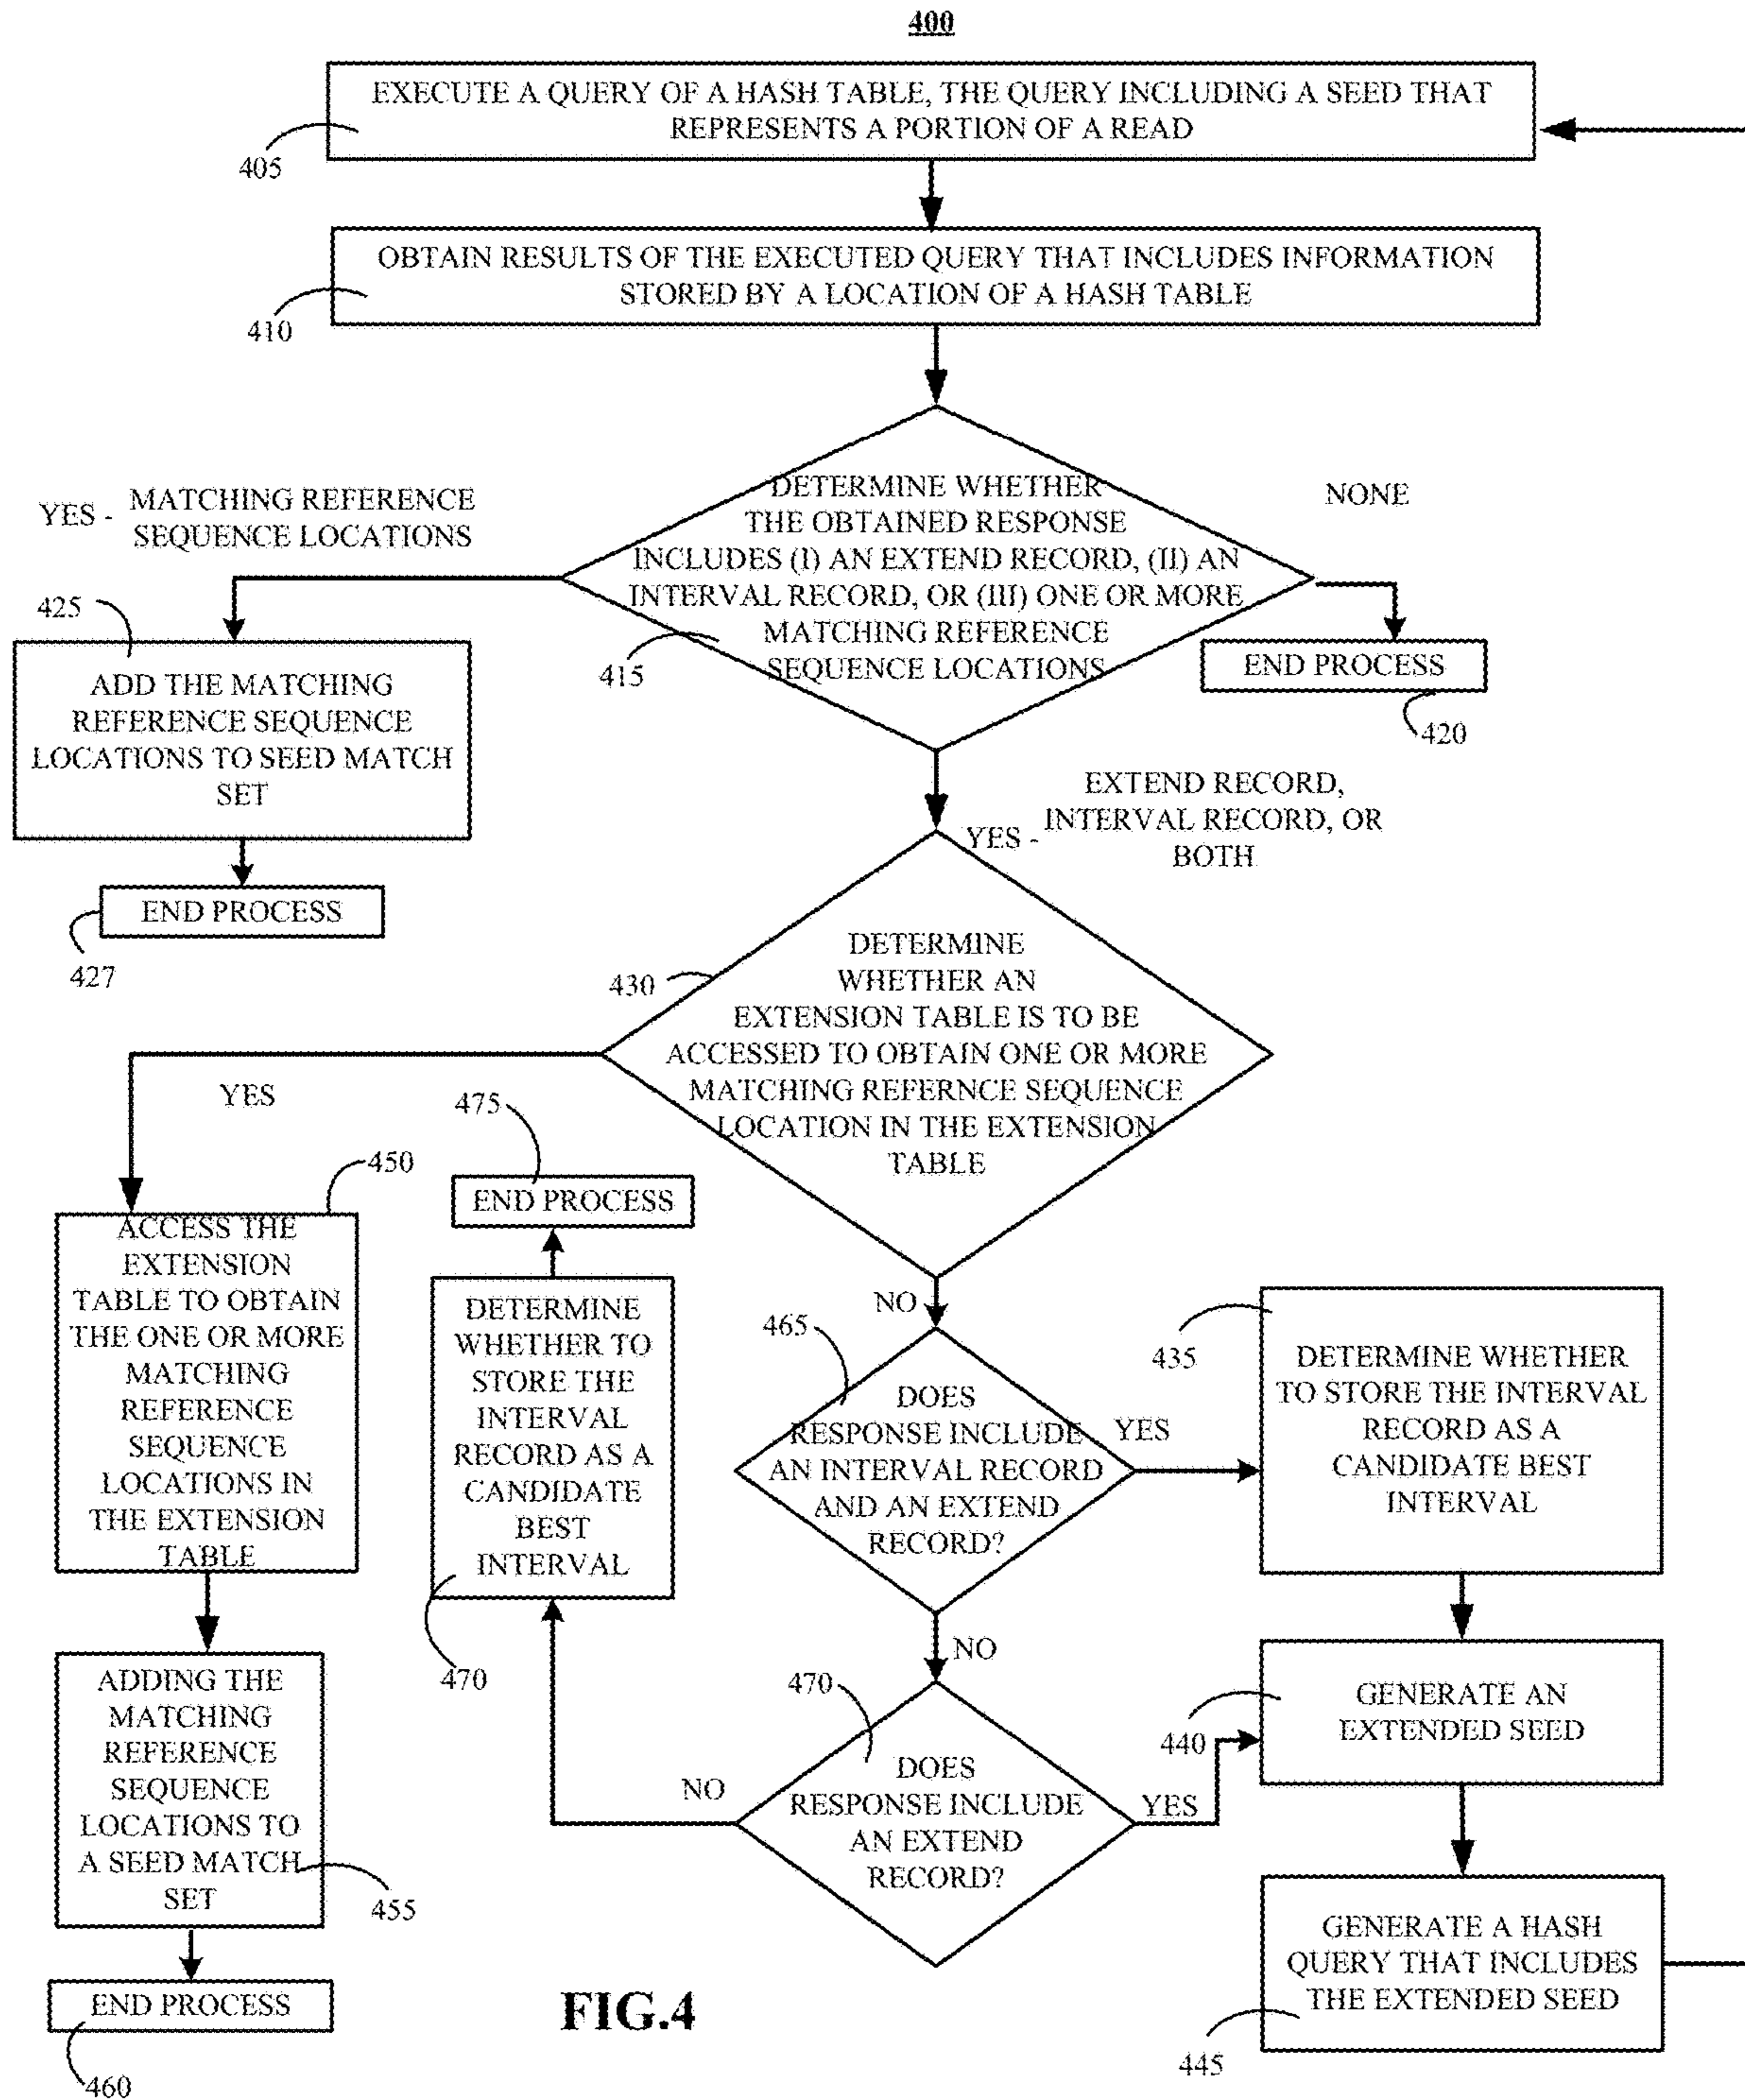 400
EXECUTE A QUERY OF A HASH TABLE, THE QUERY INCLUDING A SEED THAT
REPRESENTS A PORTION OF A READ
405
OBTAIN RESULTS OF THE EXECUTED QUERY THAT INCLUDES INFORMATION
STORED BY A LOCATION OF A HASH TABLE
410
DETERMINE WHETHER
THE OBTAINED RESPONSE
INCLUDES (I) AN EXTEND RECORD, (II) AN
INTERVAL RECORD, OR (III) ONE OR MORE
MATCHING REFERENCE
SEQUENCE LOCATIONS
415
NONE
END PROCESS
420
YES - MATCHING REFERENCE
SEQUENCE LOCATIONS
425
ADD THE MATCHING
REFERENCE SEQUENCE
LOCATIONS TO SEED MATCH
SET
END PROCESS
427
YES - EXTEND RECORD,
INTERVAL RECORD, OR
BOTH
430
DETERMINE
WHETHER AN
EXTENSION TABLE IS TO BE
ACCESSED TO OBTAIN ONE OR MORE
MATCHING REFERNCE SEQUENCE
LOCATION IN THE EXTENSION
TABLE
YES
450
ACCESS THE
EXTENSION
TABLE TO OBTAIN
THE ONE OR MORE
MATCHING
REFERENCE
SEQUENCE
LOCATIONS IN
THE EXTENSION
TABLE
ADDING THE
MATCHING
REFERENCE
SEQUENCE
LOCATIONS TO
A SEED MATCH
SET
455
END PROCESS
460
475
END PROCESS
DETERMINE
WHETHER TO
STORE THE
INTERVAL
RECORD AS A
CANDIDATE
BEST
INTERVAL
470
NO
465
DOES
RESPONSE INCLUDE
AN INTERVAL RECORD
AND AN EXTEND
RECORD?
YES
435
DETERMINE WHETHER
TO STORE THE INTERVAL
RECORD AS A
CANDIDATE BEST
INTERVAL
NO
470
DOES
RESPONSE INCLUDE
AN EXTEND
RECORD?
NO
YES
440
GENERATE AN
EXTENDED SEED
GENERATE A HASH
QUERY THAT INCLUDES
THE EXTENDED SEED
445
FIG.4